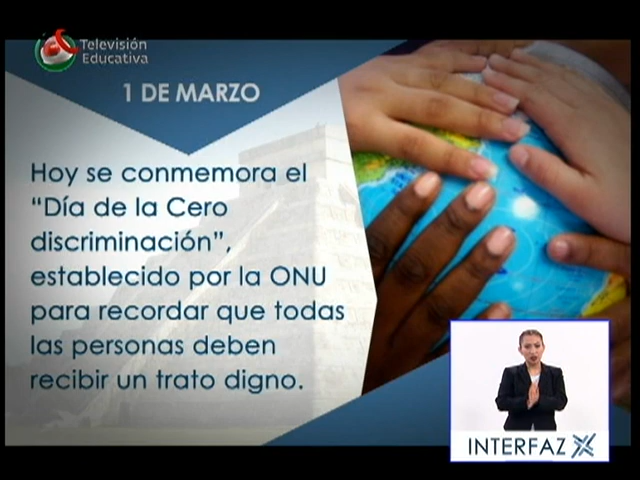 Televisión
Educativa
1 DE MARZO
Hoy se conmemora el
“Día de la Cero
discriminación”,
establecido por la ONU
para recordar que todas
las personas deben
recibir un trato digno.
INTERFAZ